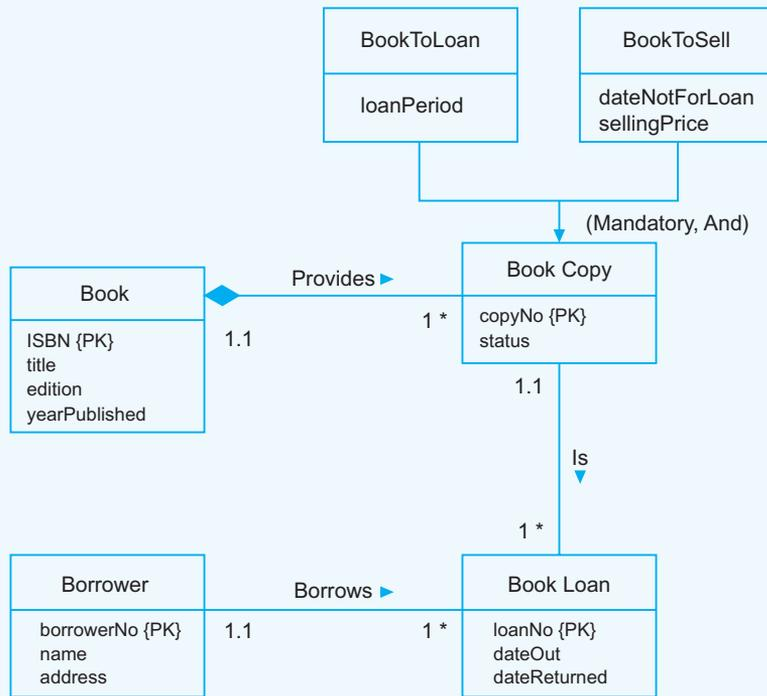 BookToLoan
loanPeriod
BookToSell
dateNotForLoan
sellingPrice
(Mandatory, And)
Book
ISBN {PK}
title
edition
yearPublished
Provides
1.1
1 *
Book Copy
copyNo {PK}
status
1.1
Is
1 *
Borrower
borrowerNo {PK}
name
address
Borrows
1.1
1 *
Book Loan
loanNo {PK}
dateOut
dateReturned